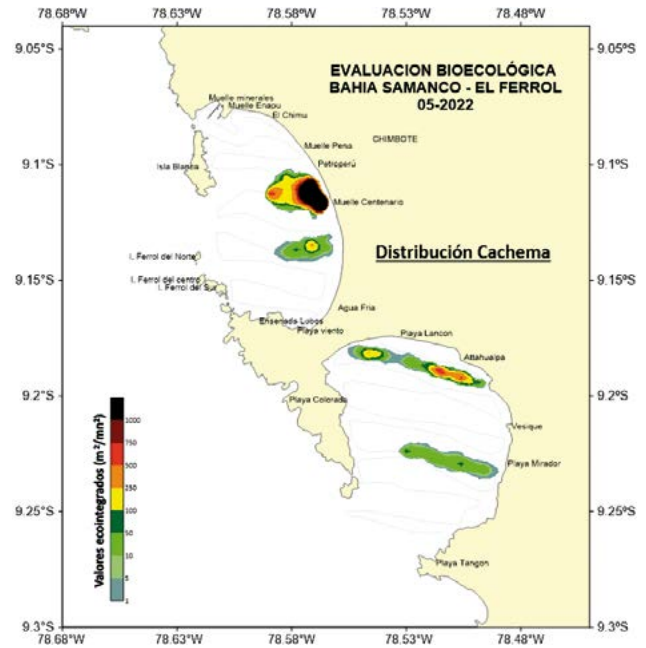 78.68°W 78.63°W 78.58°W 78.53°W 78.48°W
9.05°S 9.05°S
EVALUACION BIOECOLÓGICA
BAHIA SAMANCO - EL FERROL
05-2022
Muelle minerales
Muelle Enapu
El Chimu
CHIMBOTE
Muelle Pena
9.1°S 9.1°S
Isla Blanca
Petroperú
Muelle Centenario
Distribución Cachema
I. Ferrol del Norte
9.15°S 9.15°S
I. Ferrol del centro
I. Ferrol del Sur
Agua Fria
Ensenada Lobos
Playa viento
Playa Lancon
Attahualpa
9.2°S 9.2°S
Playa Colorada
Vesique
Playa Mirador
9.25°S 9.25°S
Playa Tangon
9.3°S 9.3°S
Valores ecointegrados (m²/mn²)
1000
750
500
250
100
50
10
5
1
78.68°W 78.63°W 78.58°W 78.53°W 78.48°W